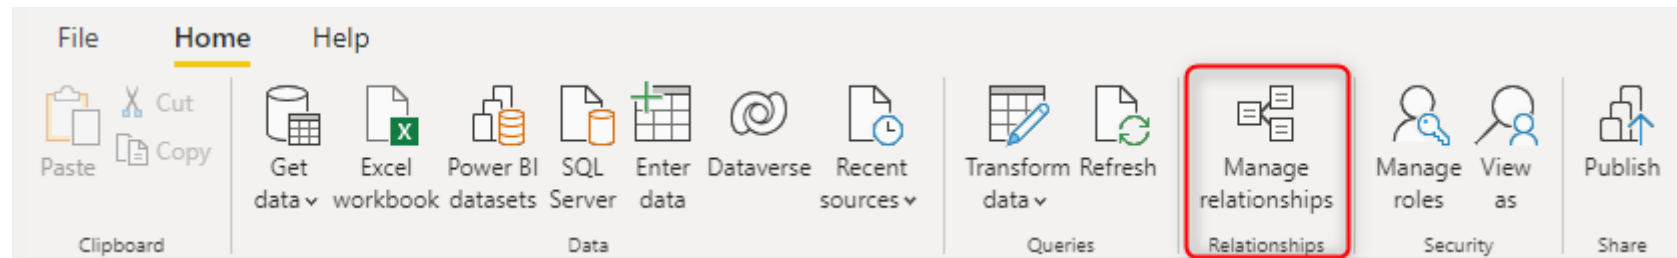 File Home Help
Cut
Copy
Paste
Get data
Excel workbook
X
Power BI datasets
SQL Server
Enter data
Dataverse
Recent sources
Transform data
Refresh
Manage relationships
Manage roles
View as
Publish
Clipboard Data Queries Relationships Security Share